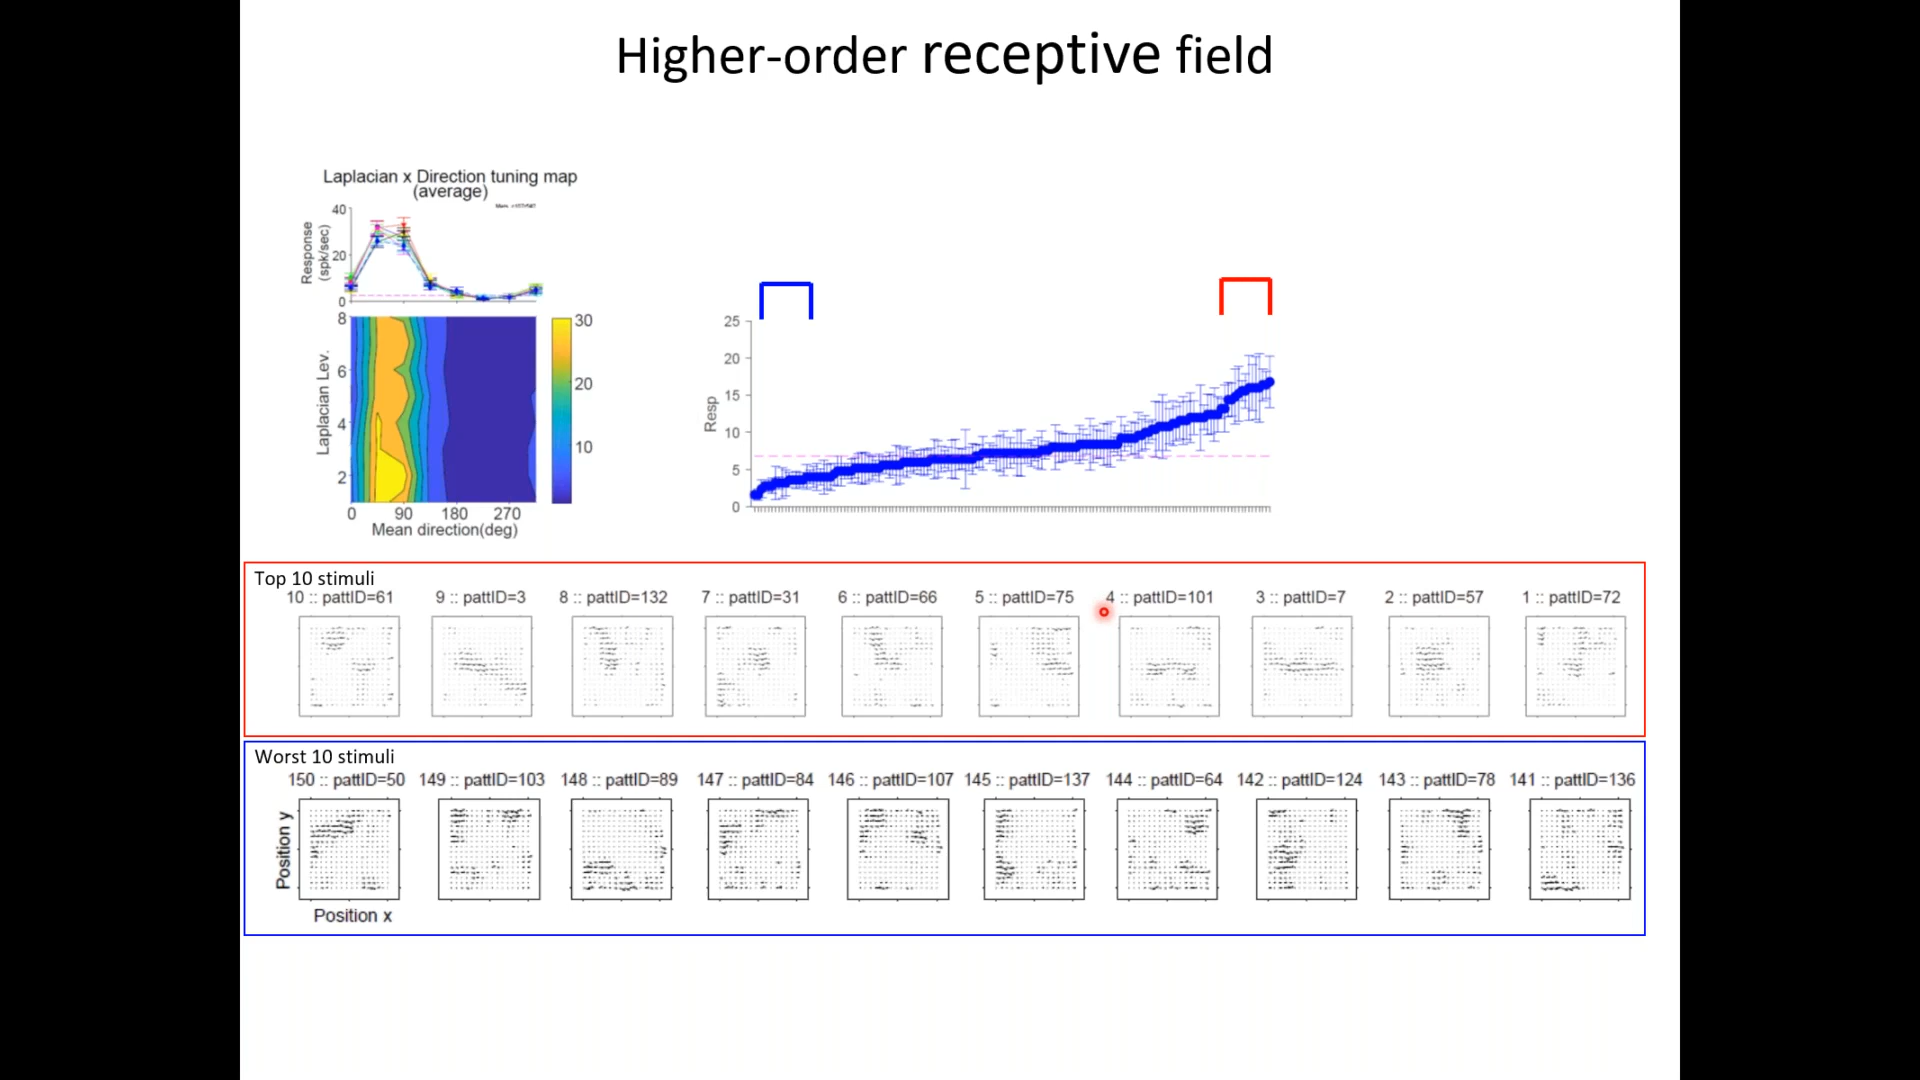 Higher-order receptive field
Laplacian x Direction tuning map
(average)
Response
(spk/sec)
40
20
0
Laplacian Lev.
8
6
4
2
0 90 180 270
Mean direction(deg)
30
20
10
Resp
25
20
15
10
5
0
Top 10 stimuli
10 :: pattID=61 9 :: pattID=3 8 :: pattID=132 7 :: pattID=31 6 :: pattID=66 5 :: pattID=75 4 :: pattID=101 3 :: pattID=7 2 :: pattID=57 1 :: pattID=72
Worst 10 stimuli
150 :: pattID=50 149 :: pattID=103 148 :: pattID=89 147 :: pattID=84 146 :: pattID=107 145 :: pattID=137 144 :: pattID=64 142 :: pattID=124 143 :: pattID=78 141 :: pattID=136
Position y
Position x